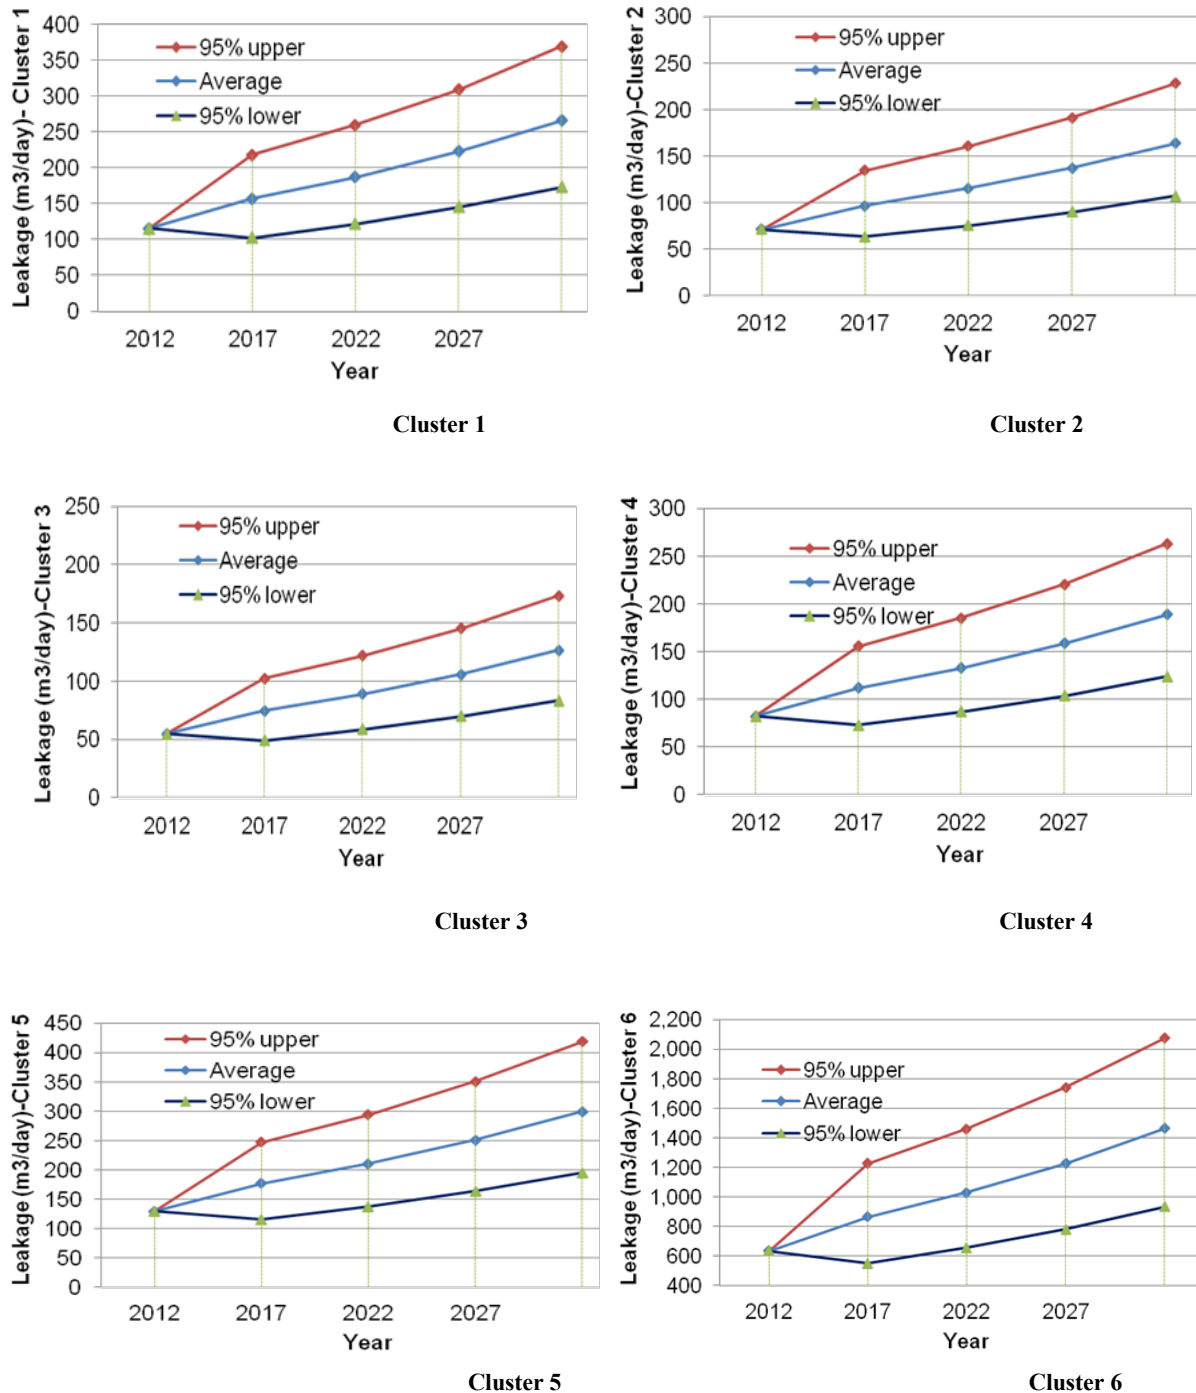 Leakage (m3/day)- Cluster 1
400
350
300
250
200
150
100
50
0
95% upper
Average
95% lower
2012 2017 2022 2027
Year
Cluster 1
Leakage (m3/day)-Cluster 2
300
250
200
150
100
50
0
95% upper
Average
95% lower
2012 2017 2022 2027
Year
Cluster 2
Leakage (m3/day)-Cluster 3
250
200
150
100
50
0
95% upper
Average
95% lower
2012 2017 2022 2027
Year
Cluster 3
Leakage (m3/day)-Cluster 4
300
250
200
150
100
50
0
95% upper
Average
95% lower
2012 2017 2022 2027
Year
Cluster 4
Leakage (m3/day)-Cluster 5
450
400
350
300
250
200
150
100
50
0
95% upper
Average
95% lower
2012 2017 2022 2027
Year
Cluster 5
Leakage (m3/day)-Cluster 6
2,200
2,000
1,800
1,600
1,400
1,200
1,000
800
600
400
95% upper
Average
95% lower
2012 2017 2022 2027
Year
Cluster 6